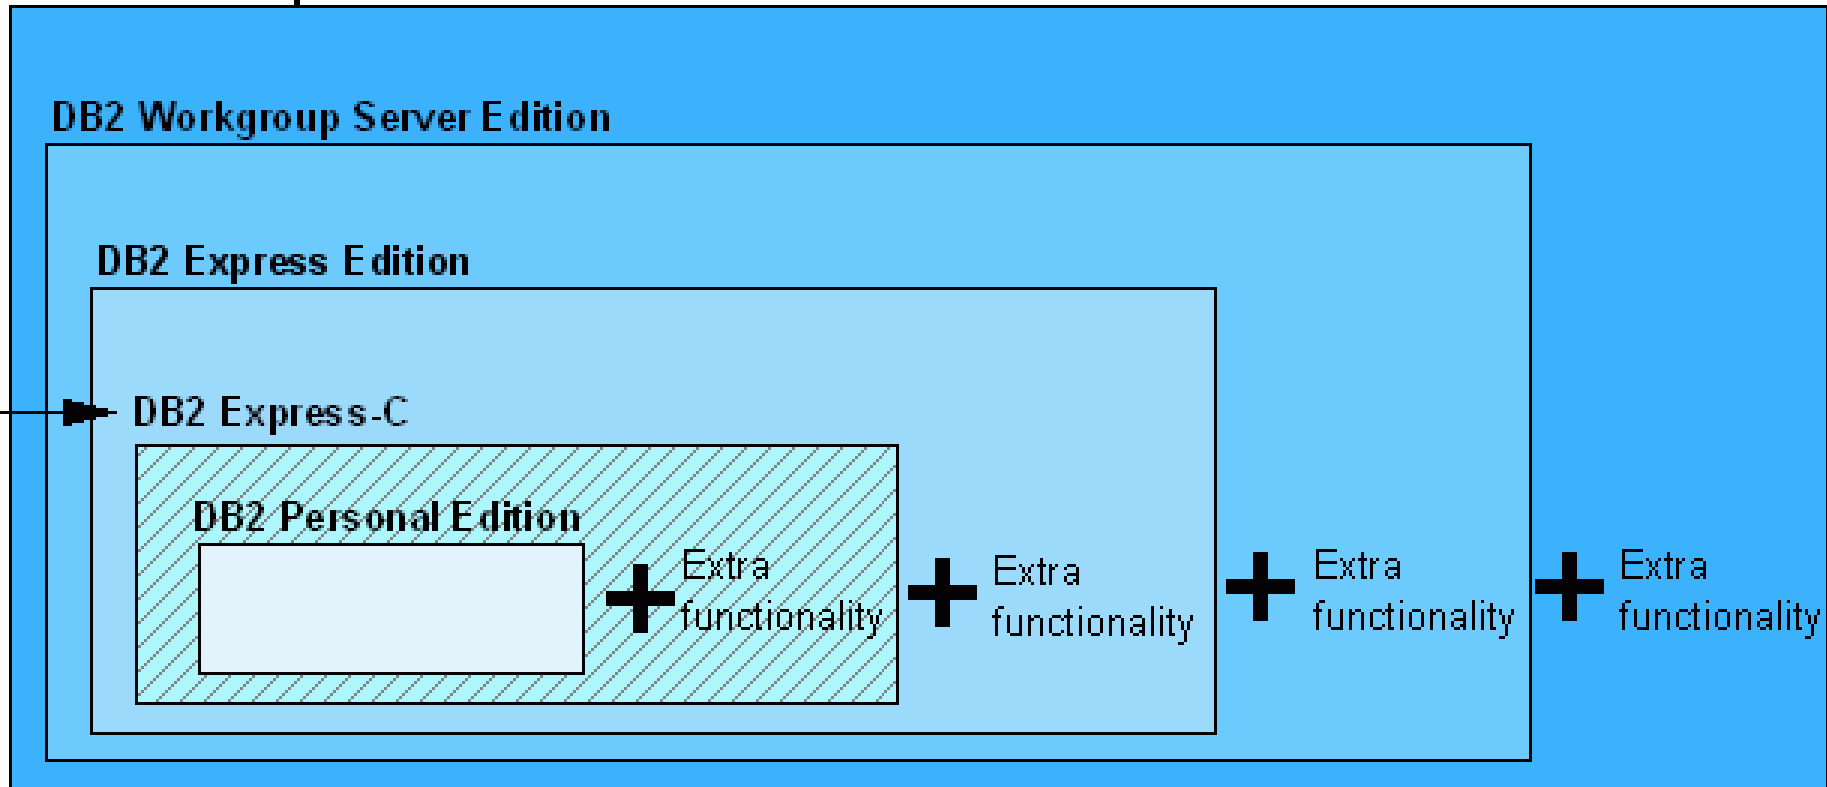 DB2 Workgroup Server Edition
DB2 Express Edition
DB2 Express-C
DB2 Personal Edition
Extra
functionality
Extra
functionality
Extra
functionality
Extra
functionality